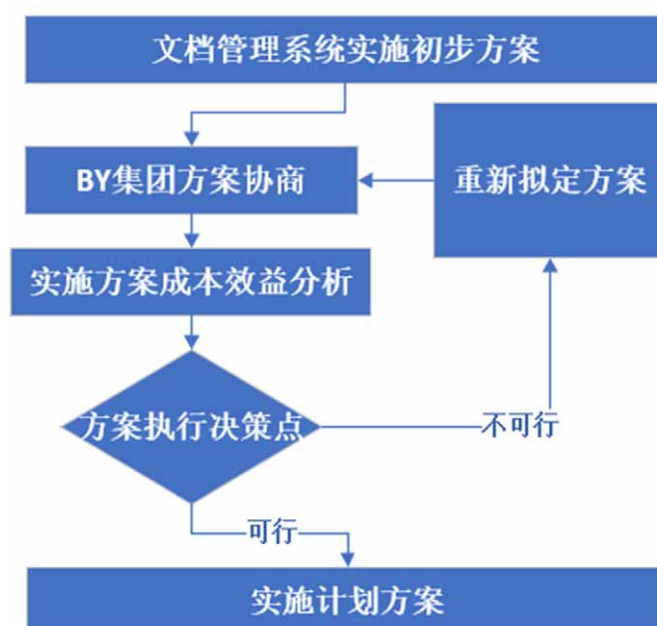 文档管理系统实施初步方案
BY集团方案协商
重新拟定方案
实施方案成本效益分析
方案执行决策点
不可行
可行
实施计划方案